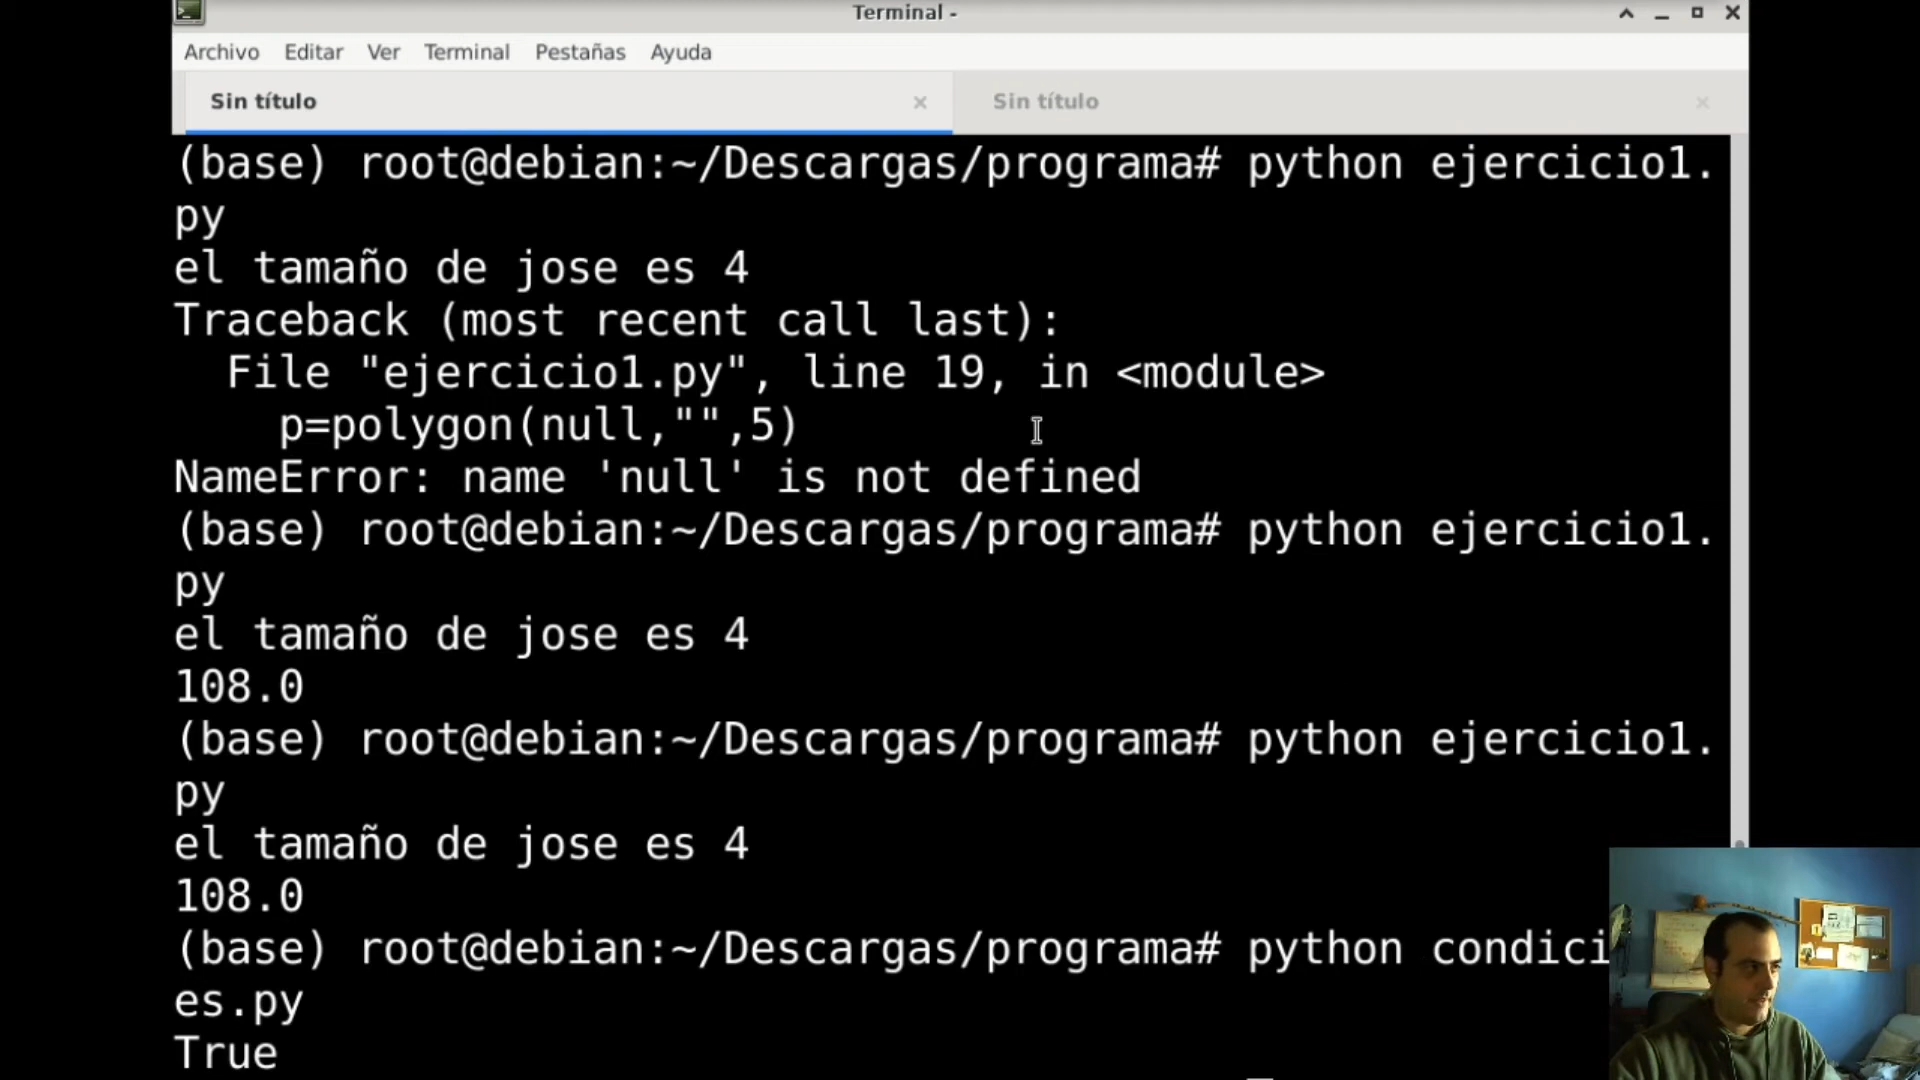 Terminal -
Archivo Editar Ver Terminal Pestañas Ayuda
Sin título Sin título
(base) root@debian:~/Descargas/programa# python ejercicio1.
py
el tamaño de jose es 4
Traceback (most recent call last):
  File "ejercicio1.py", line 19, in <module>
    p=polygon(null,"",5)
NameError: name 'null' is not defined
(base) root@debian:~/Descargas/programa# python ejercicio1.
py
el tamaño de jose es 4
108.0
(base) root@debian:~/Descargas/programa# python ejercicio1.
py
el tamaño de jose es 4
108.0
(base) root@debian:~/Descargas/programa# python condici
es.py
True